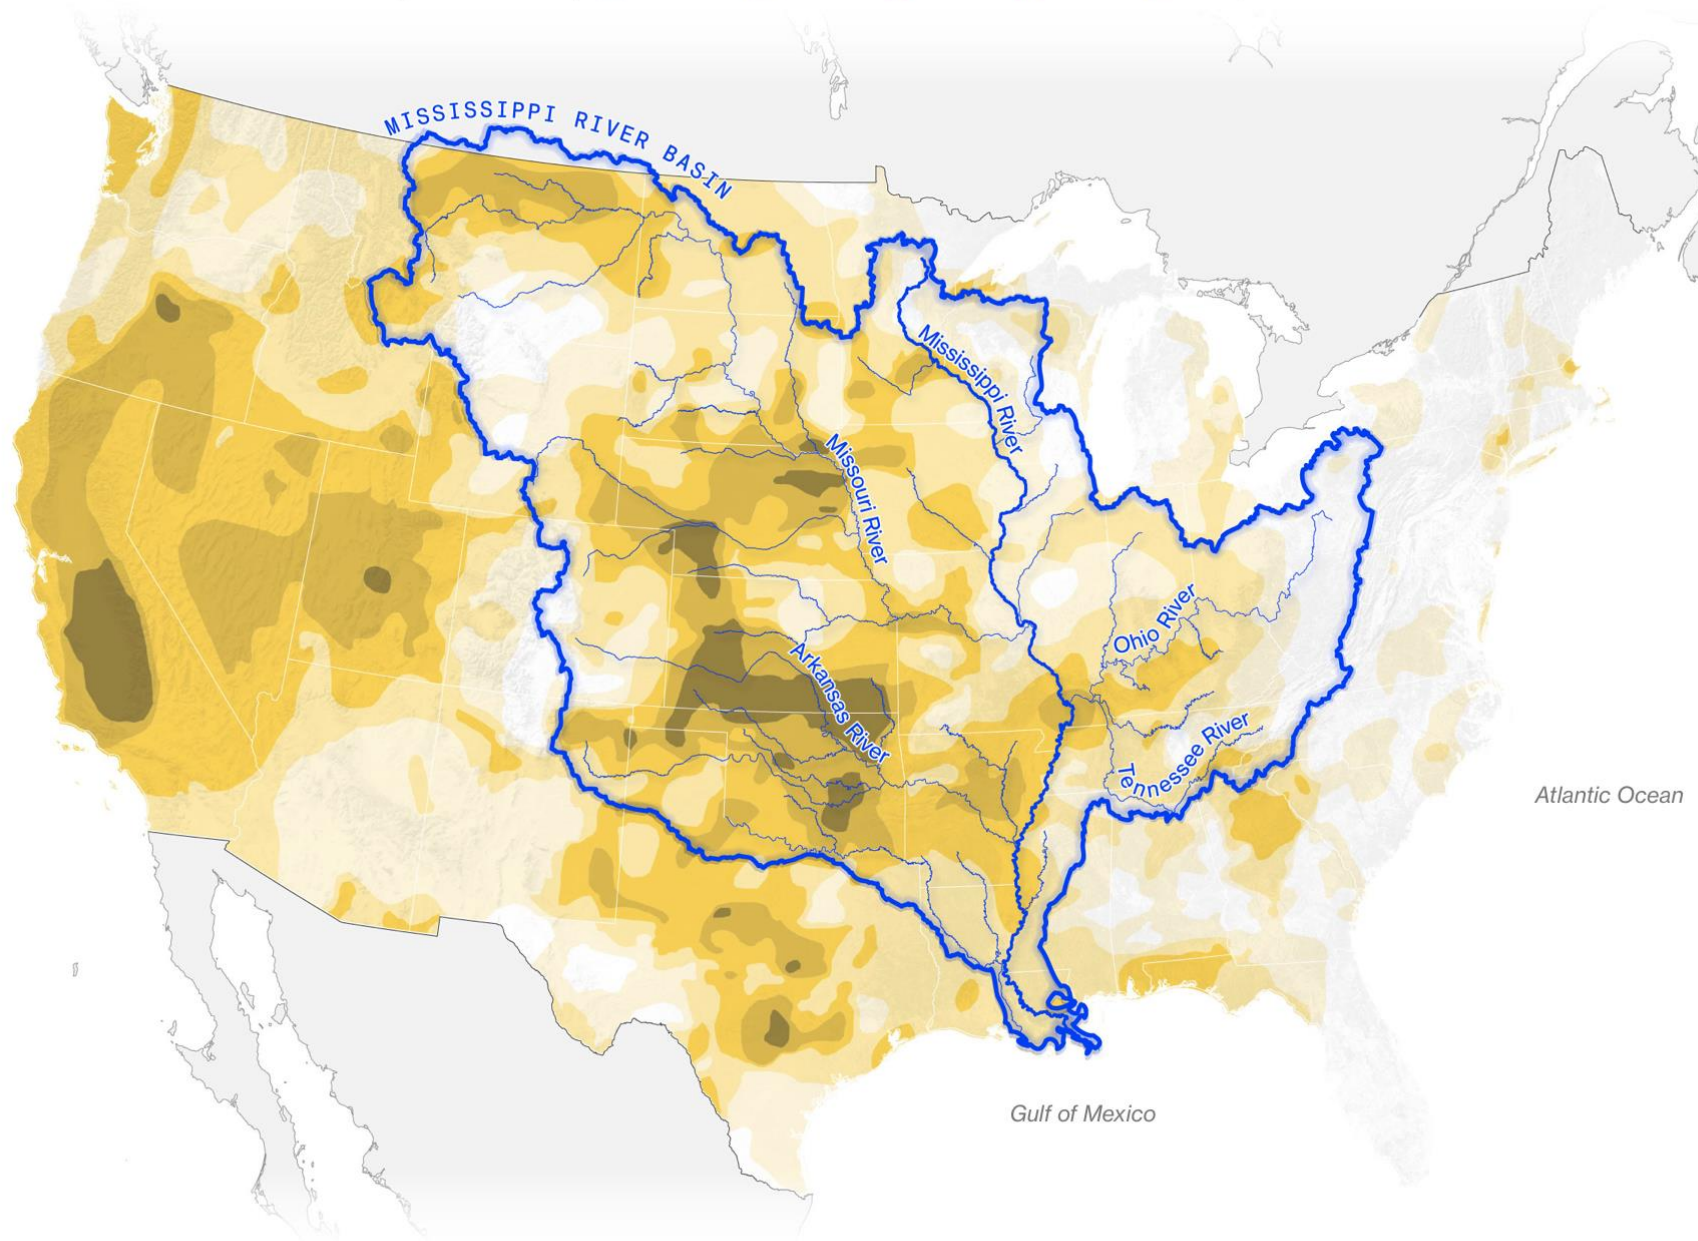 MISSISSIPPI RIVER BASIN
Mississippi River
Missouri River
Ohio River
Arkansas River
Tennessee River
Atlantic Ocean
Gulf of Mexico